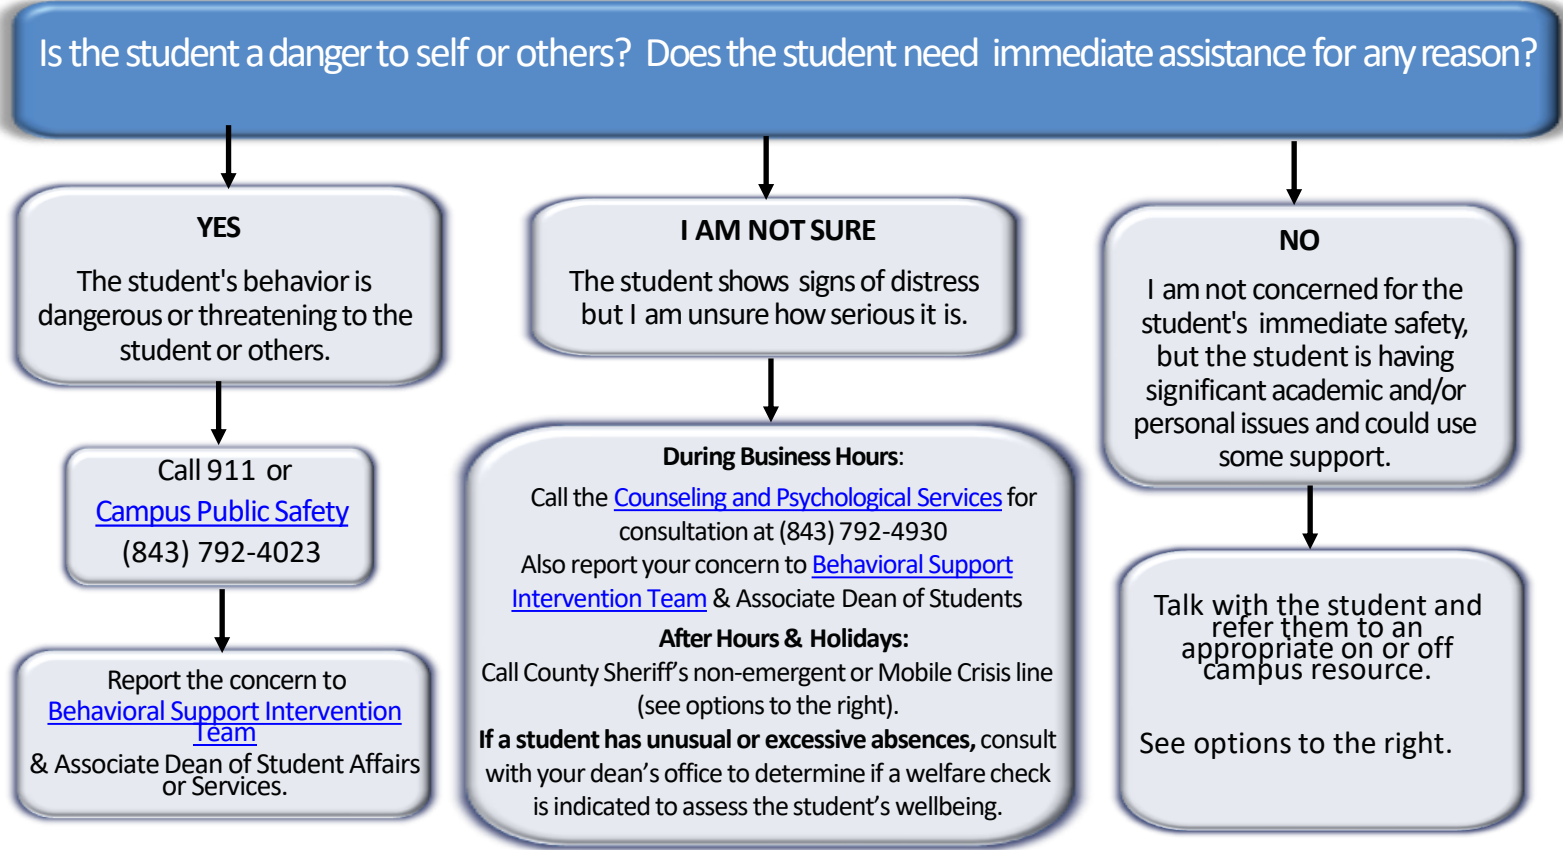 Is the student a danger to self or others? Does the student need immediate assistance for any reason?
YES
The student's behavior is
dangerous or threatening to the
student or others.
Call 911 or
Campus Public Safety
(843) 792-4023
Report the concern to
Behavioral Support Intervention
Team
& Associate Dean of Student Affairs
or Services.
I AM NOT SURE
The student shows signs of distress
but I am unsure how serious it is.
During Business Hours:
Call the Counseling and Psychological Services for
consultation at (843) 792-4930
Also report your concern to Behavioral Support
Intervention Team & Associate Dean of Students
After Hours & Holidays:
Call County Sheriff’s non-emergent or Mobile Crisis line
(see options to the right).
If a student has unusual or excessive absences, consult
with your dean’s office to determine if a welfare check
is indicated to assess the student’s wellbeing.
NO
I am not concerned for the
student's immediate safety,
but the student is having
significant academic and/or
personal issues and could use
some support.
Talk with the student and
refer them to an
appropriate on or off
campus resource.
See options to the right.